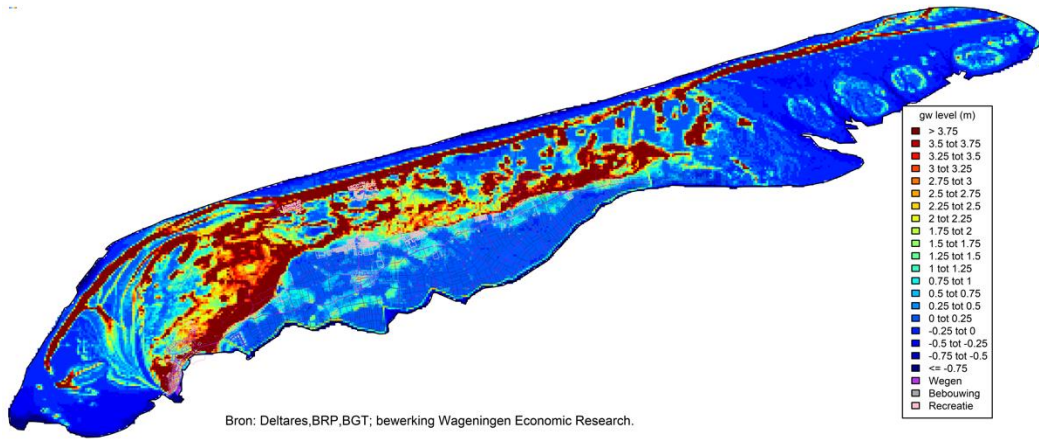 gw level (m)
> 3.75
3.5 tot 3.75
3.25 tot 3.5
3 tot 3.25
2.75 tot 3
2.5 tot 2.75
2.25 tot 2.5
2 tot 2.25
1.75 tot 2
1.5 tot 1.75
1.25 tot 1.5
1 tot 1.25
0.75 tot 1
0.5 tot 0.75
0.25 tot 0.5
0 tot 0.25
-0.25 tot 0
-0.5 tot -0.25
-0.75 tot -0.5
<= -0.75
Wegen
Bebouwing
Recreatie
Bron: Deltares,BRP,BGT; bewerking Wageningen Economic Research.